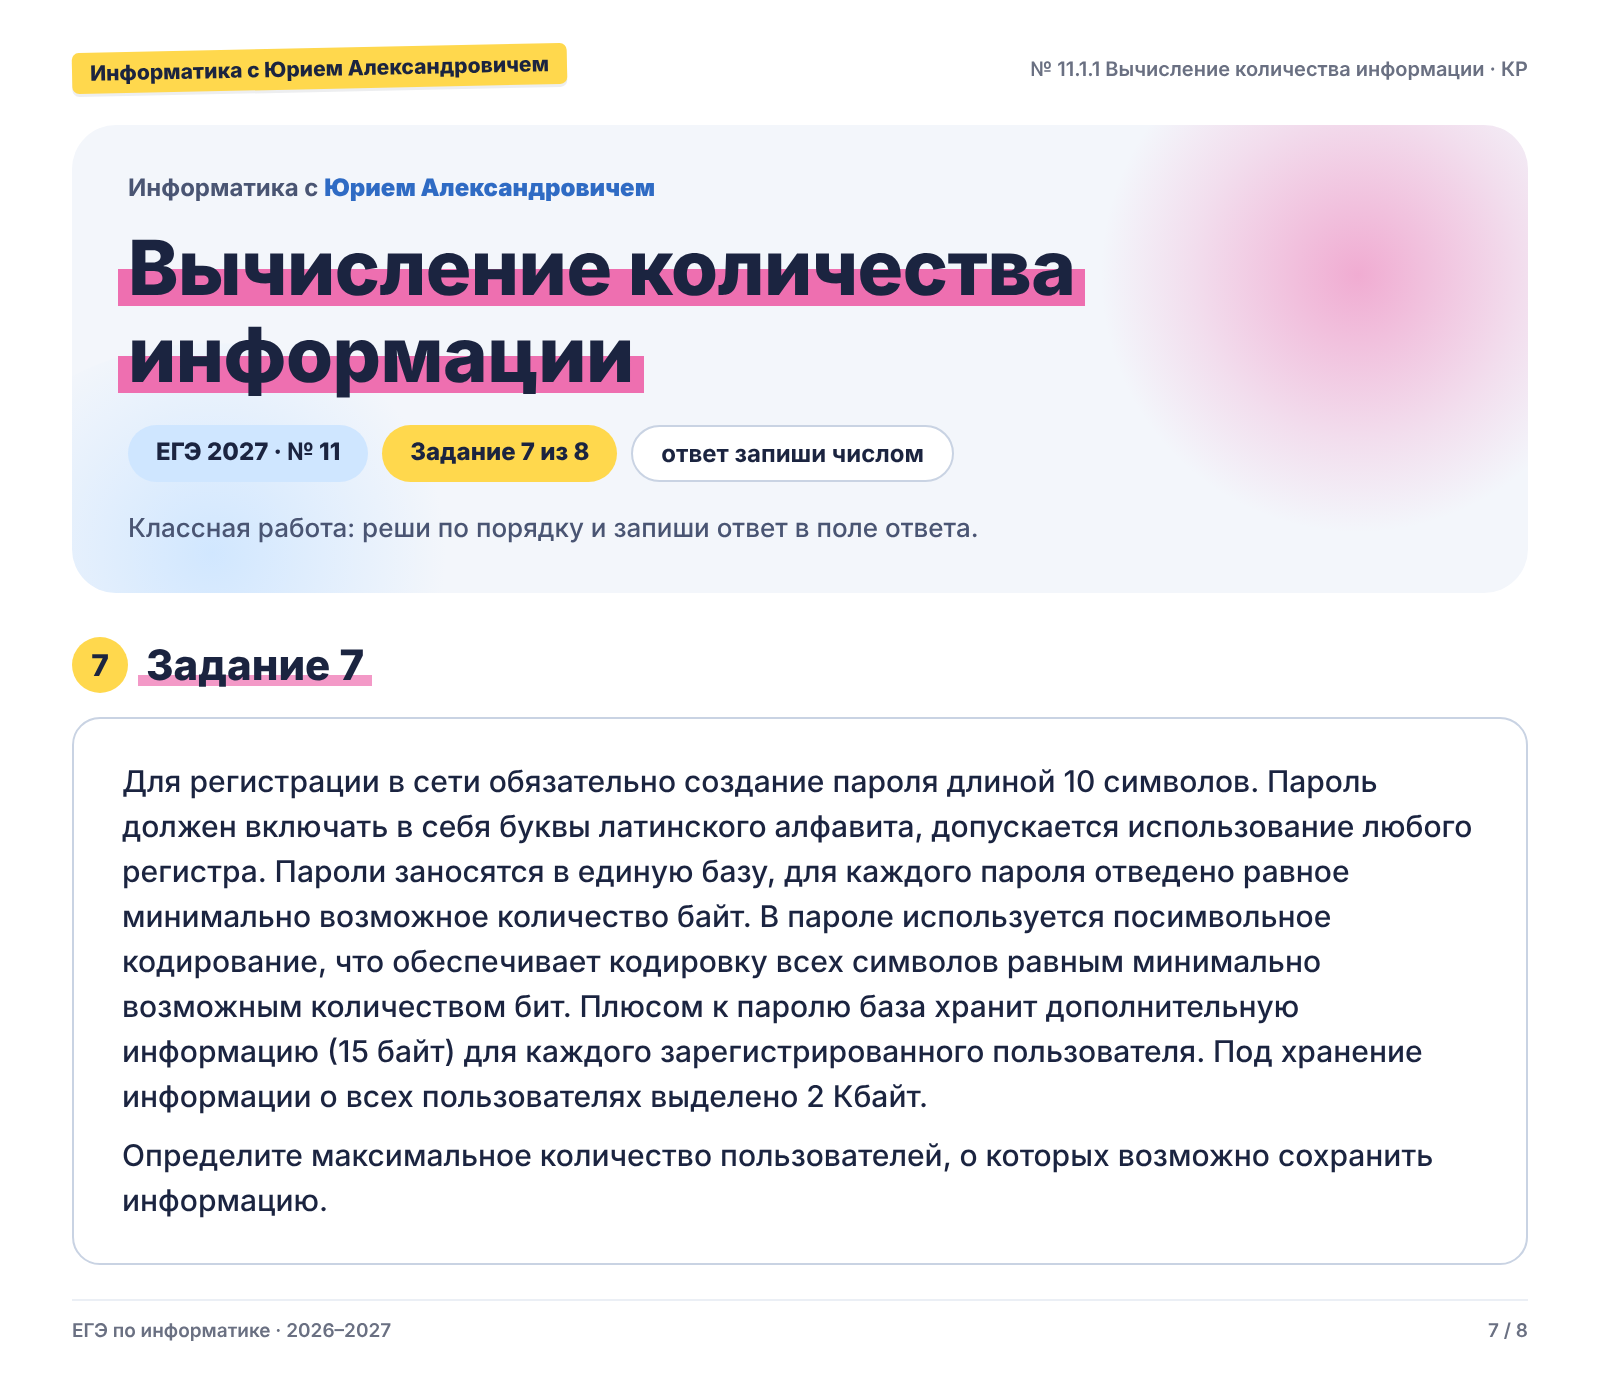 Информатика с Юрием Александровичем
№ 11.1.1 Вычисление количества информации · КР
Информатика с Юрием Александровичем
Вычисление количества
информации
ЕГЭ 2027 · № 11
Задание 7 из 8
ответ запиши числом
Классная работа: реши по порядку и запиши ответ в поле ответа.
7
Задание 7
Для регистрации в сети обязательно создание пароля длиной 10 символов. Пароль
должен включать в себя буквы латинского алфавита, допускается использование любого
регистра. Пароли заносятся в единую базу, для каждого пароля отведено равное
минимально возможное количество байт. В пароле используется посимвольное
кодирование, что обеспечивает кодировку всех символов равным минимально
возможным количеством бит. Плюсом к паролю база хранит дополнительную
информацию (15 байт) для каждого зарегистрированного пользователя. Под хранение
информации о всех пользователях выделено 2 Кбайт.
Определите максимальное количество пользователей, о которых возможно сохранить
информацию.
ЕГЭ по информатике · 2026–2027
7 / 8